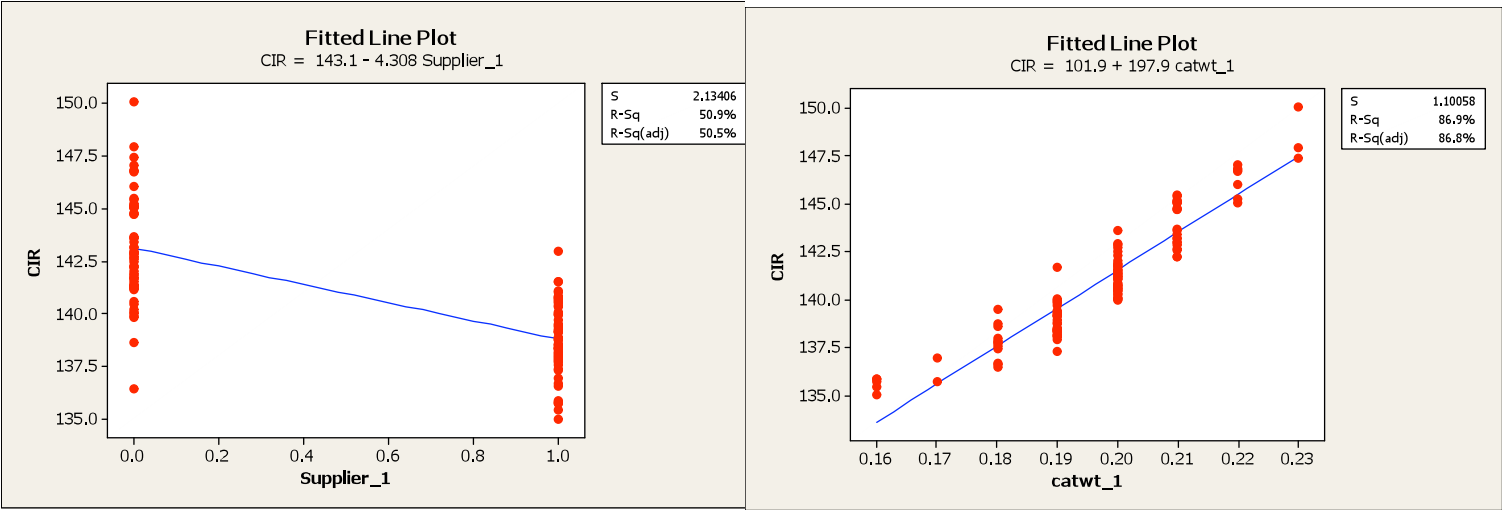 Fitted Line Plot
CIR = 143.1 - 4.308 Supplier_1
S 2.13406
R-Sq 50.9%
R-Sq(adj) 50.5%
150.0
147.5
145.0
142.5
140.0
137.5
135.0
CIR
0.0 0.2 0.4 0.6 0.8 1.0
Supplier_1
Fitted Line Plot
CIR = 101.9 + 197.9 catwt_1
S 1.10058
R-Sq 86.9%
R-Sq(adj) 86.8%
150.0
147.5
145.0
142.5
140.0
137.5
135.0
CIR
0.16 0.17 0.18 0.19 0.20 0.21 0.22 0.23
catwt_1